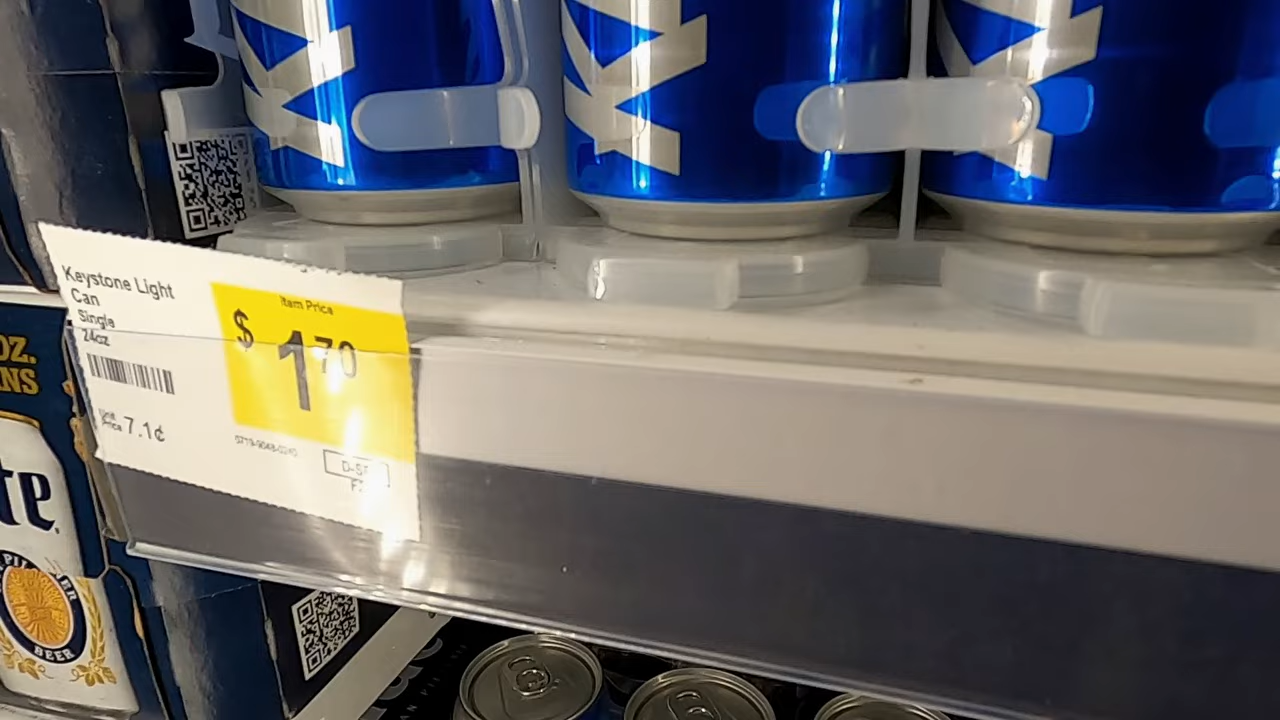 Keystone Light
Can
Single
24oz
Item Price
$ 1 70
Unit
Price 7.1¢
OZ.
NS
te
BEER